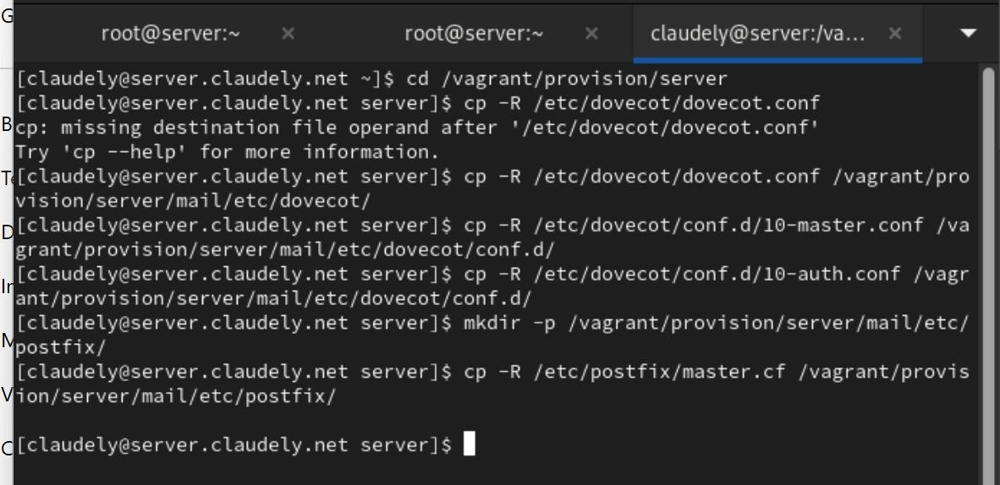 root@server:~ × root@server:~ × claudely@server:/va... ×
[claudely@server.claudely.net ~]$ cd /vagrant/provision/server
[claudely@server.claudely.net server]$ cp -R /etc/dovecot/dovecot.conf
cp: missing destination file operand after '/etc/dovecot/dovecot.conf'
Try 'cp --help' for more information.
[claudely@server.claudely.net server]$ cp -R /etc/dovecot/dovecot.conf /vagrant/pro
vision/server/mail/etc/dovecot/
[claudely@server.claudely.net server]$ cp -R /etc/dovecot/conf.d/10-master.conf /va
grant/provision/server/mail/etc/dovecot/conf.d/
[claudely@server.claudely.net server]$ cp -R /etc/dovecot/conf.d/10-auth.conf /vagr
ant/provision/server/mail/etc/dovecot/conf.d/
[claudely@server.claudely.net server]$ mkdir -p /vagrant/provision/server/mail/etc/
postfix/
[claudely@server.claudely.net server]$ cp -R /etc/postfix/master.cf /vagrant/provis
ion/server/mail/etc/postfix/
[claudely@server.claudely.net server]$